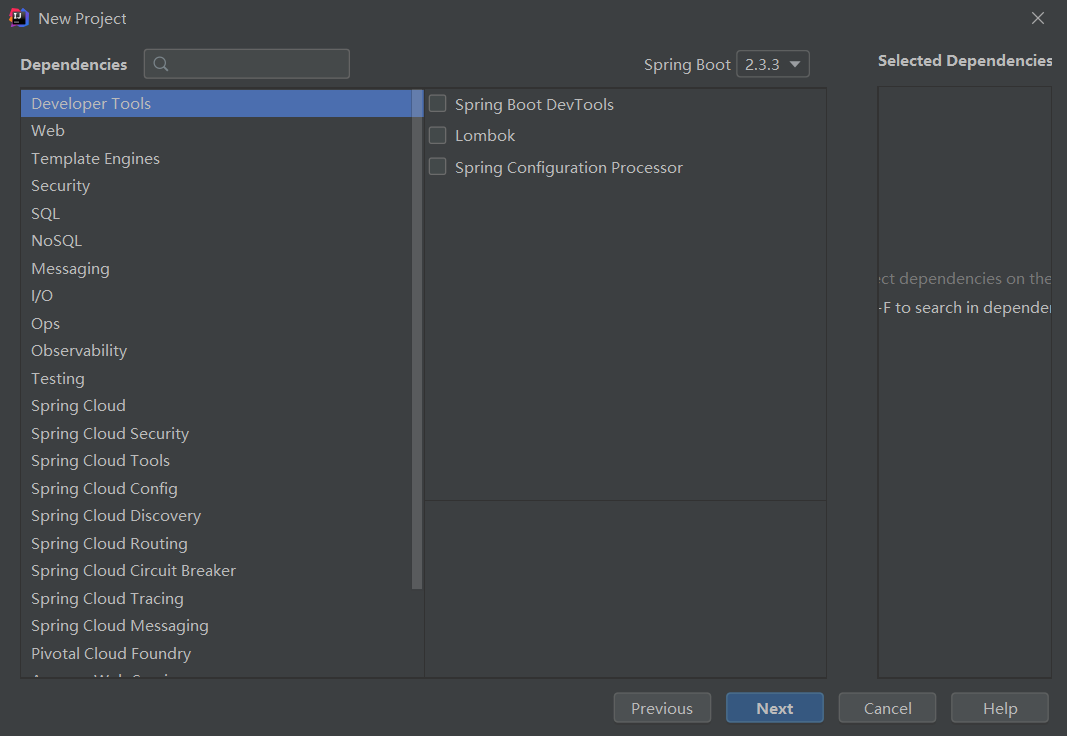 New Project
Dependencies
Spring Boot 2.3.3
Selected Dependencies
Developer Tools
Web
Template Engines
Security
SQL
NoSQL
Messaging
I/O
Ops
Observability
Testing
Spring Cloud
Spring Cloud Security
Spring Cloud Tools
Spring Cloud Config
Spring Cloud Discovery
Spring Cloud Routing
Spring Cloud Circuit Breaker
Spring Cloud Tracing
Spring Cloud Messaging
Pivotal Cloud Foundry
Spring Boot DevTools
Lombok
Spring Configuration Processor
ect dependencies on the
-F to search in depende
Previous
Next
Cancel
Help